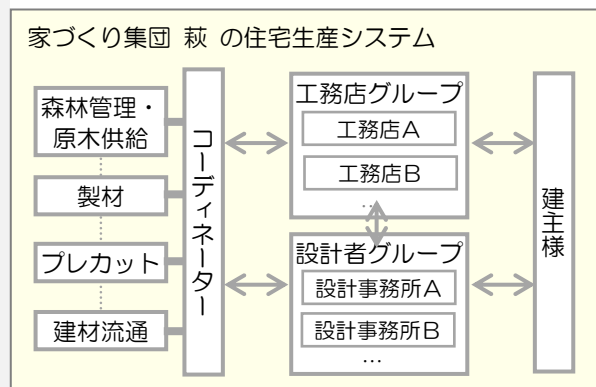 家づくり集団 萩 の住宅生産システム
森林管理・
原木供給
製材
プレカット
建材流通
コーディネーター
工務店グループ
工務店A
工務店B
…
設計者グループ
設計事務所A
設計事務所B
…
建主様